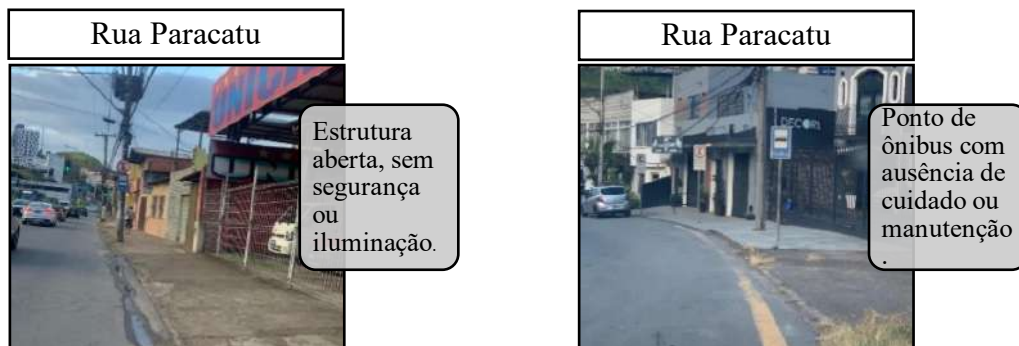 Rua Paracatu
Estrutura
aberta, sem
segurança
ou
iluminação.
Rua Paracatu
DECORA
Ponto de
ônibus com
ausência de
cuidado ou
manutenção
.